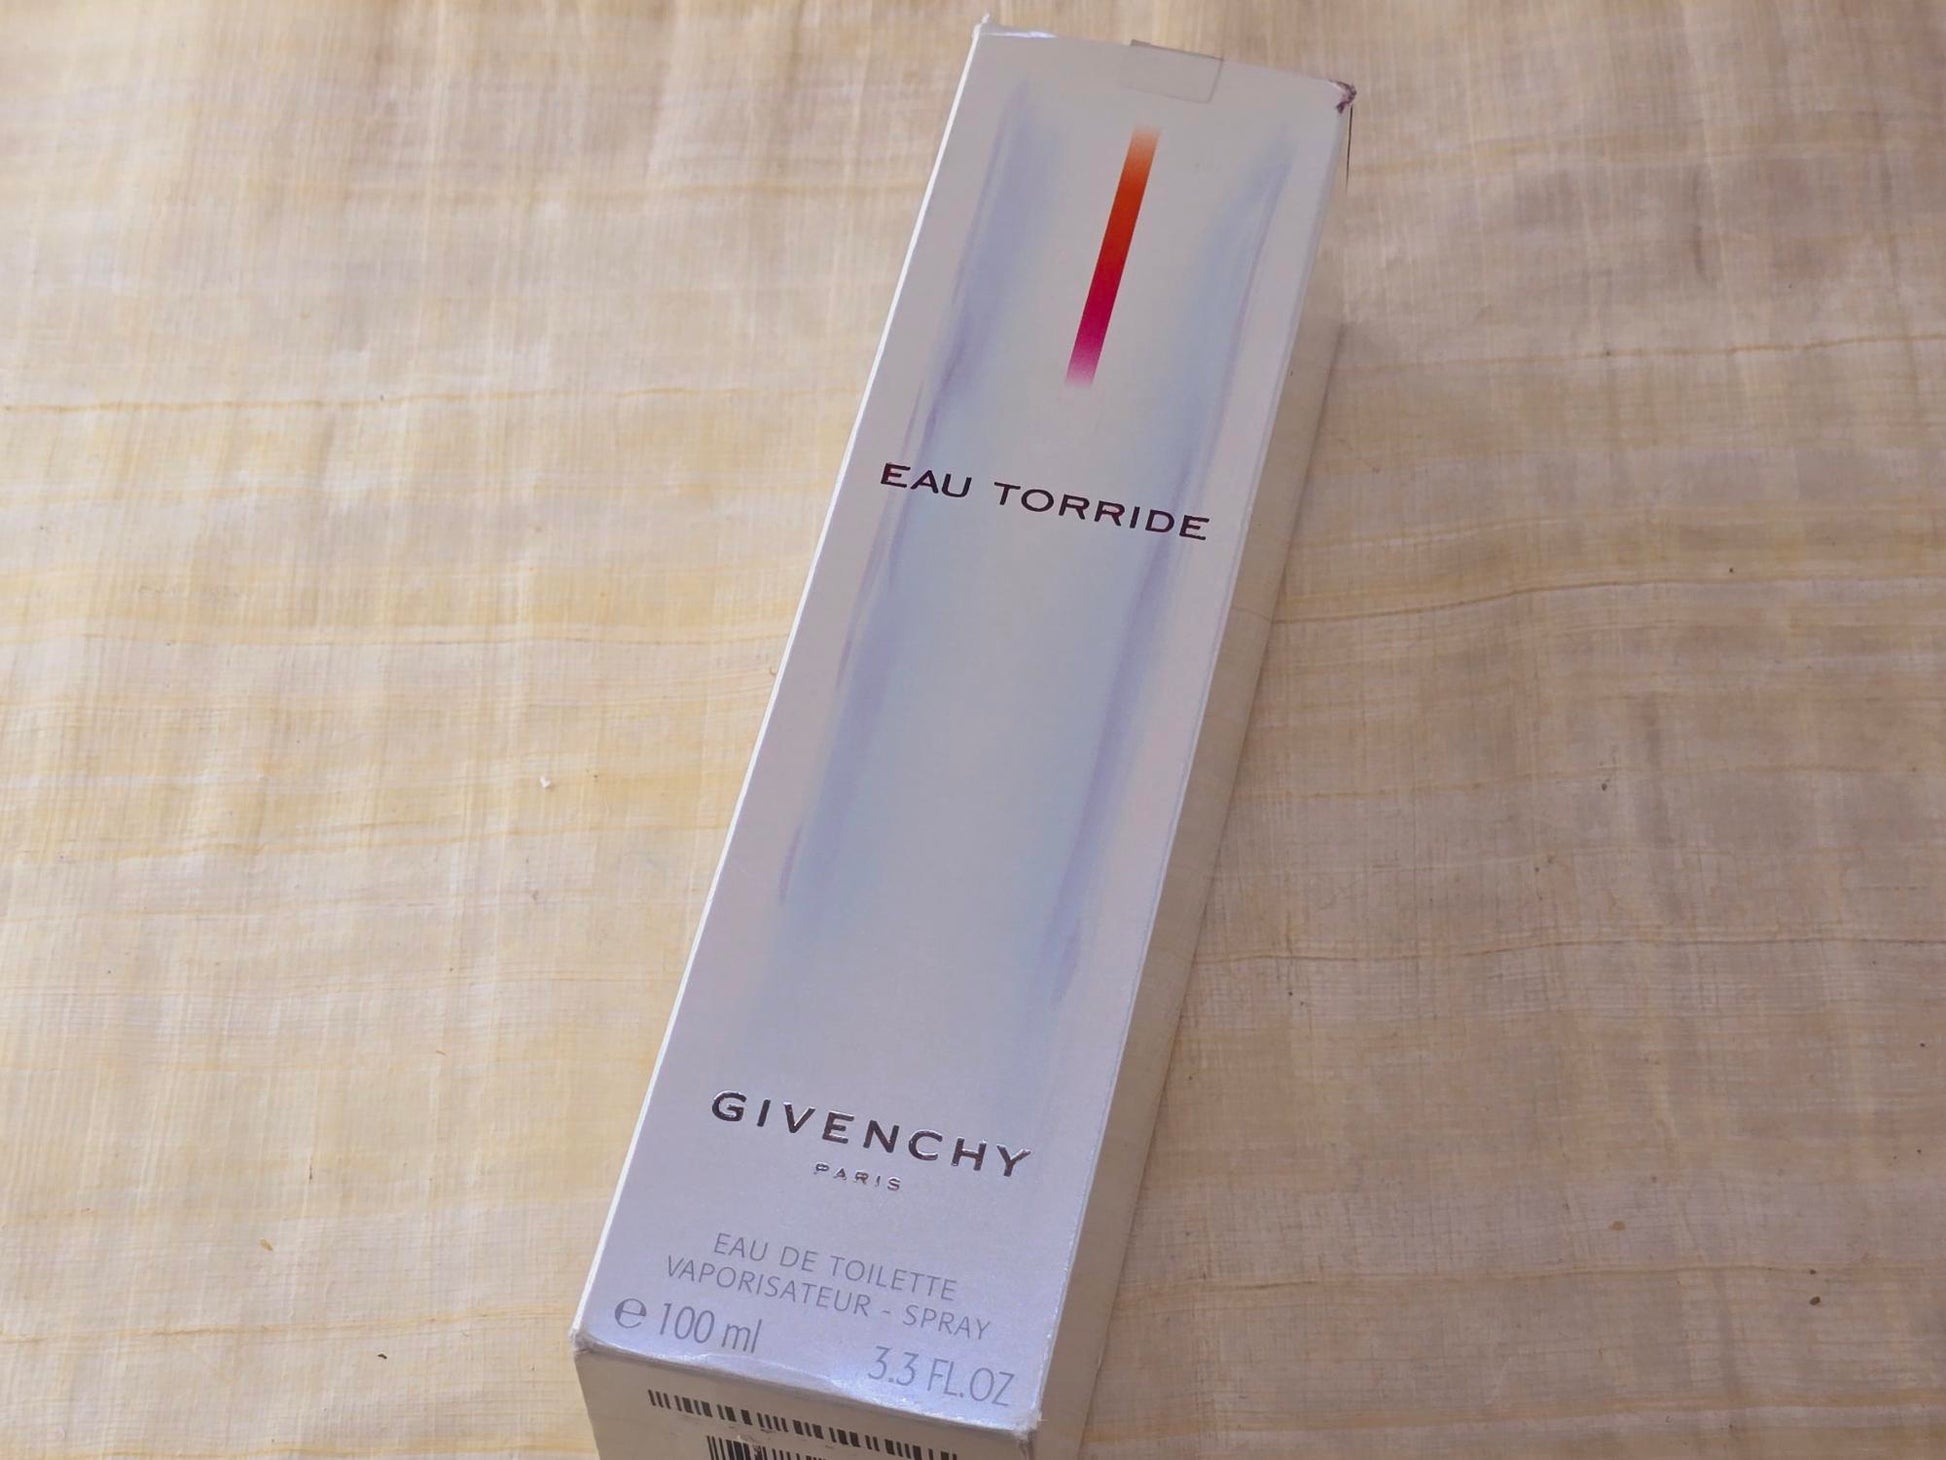 EAU TORRIDE
GIVENCHY
PARIS
EAU DE TOILETTE
VAPORISATEUR - SPRAY
℮ 100 ml 3.3 FL.OZ